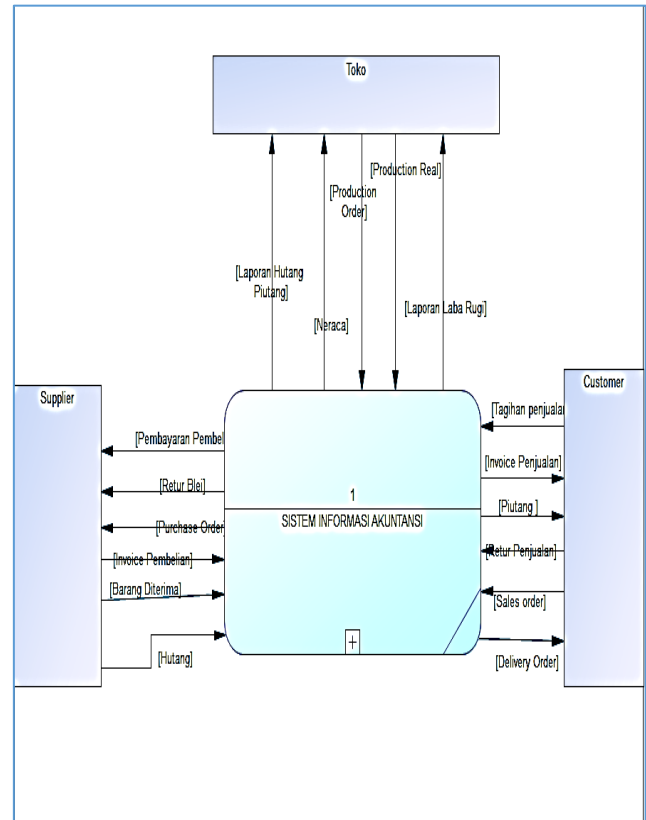 Toko
[Production Real]
[Production
Order]
[Laporan Hutang
Piutang]
[Neraca]
[Laporan Laba Rugi]
Supplier
Customer
[Pembayaran Pembel
[Retur Blei]
[Purchase Order
[Invoice Pembelian]
[Barang Diterima]
[Hutang]
1
SISTEM INFORMASI AKUNTANSI
+
[Tagihan penjualan
[Invoice Penjualan]
[Piutang ]
[Retur Penjualan]
[Sales order]
[Delivery Order]